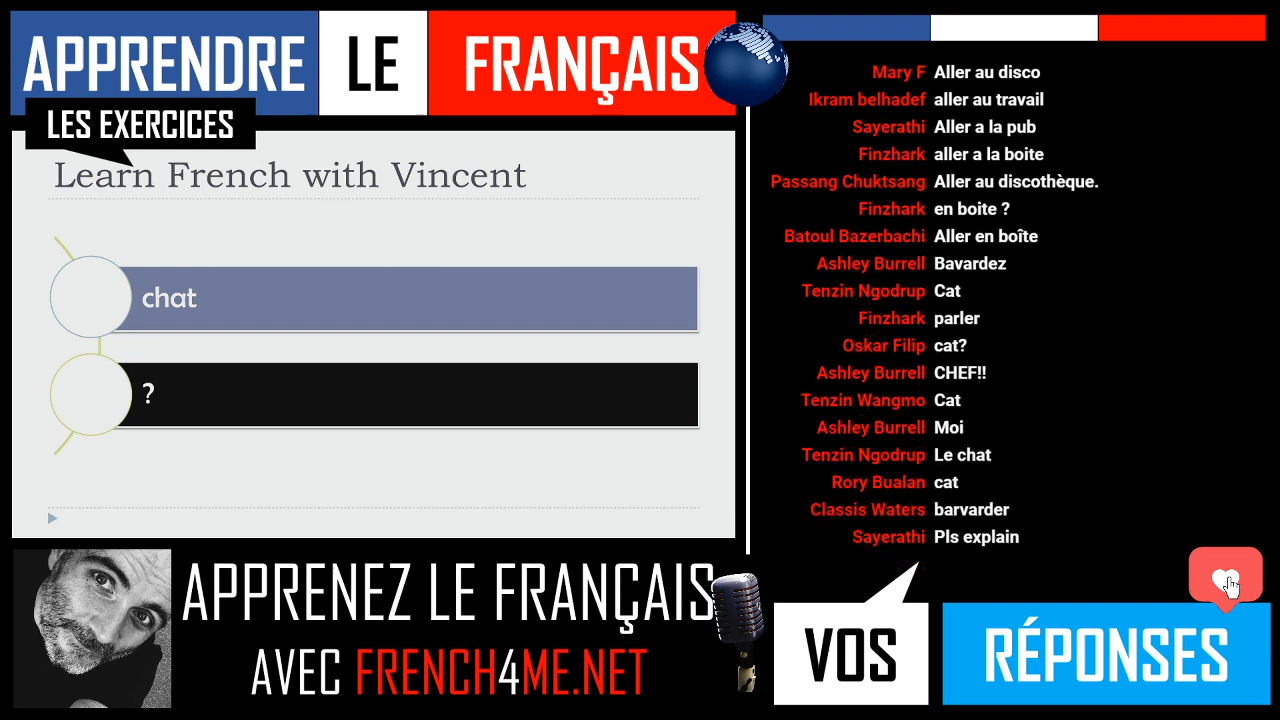 APPRENDRE LE FRANÇAIS
LES EXERCICES
Learn French with Vincent
chat
?
APPRENEZ LE FRANÇAIS
AVEC FRENCH4ME.NET
Mary F Aller au disco
Ikram belhadef aller au travail
Sayerathi Aller a la pub
Finzhark aller a la boite
Passang Chuktsang Aller au discothèque.
Finzhark en boite ?
Batoul Bazerbachi Aller en boîte
Ashley Burrell Bavardez
Tenzin Ngodrup Cat
Finzhark parler
Oskar Filip cat?
Ashley Burrell CHEF!!
Tenzin Wangmo Cat
Ashley Burrell Moi
Tenzin Ngodrup Le chat
Rory Bualan cat
Classis Waters barvarder
Sayerathi Pls explain
VOS RÉPONSES